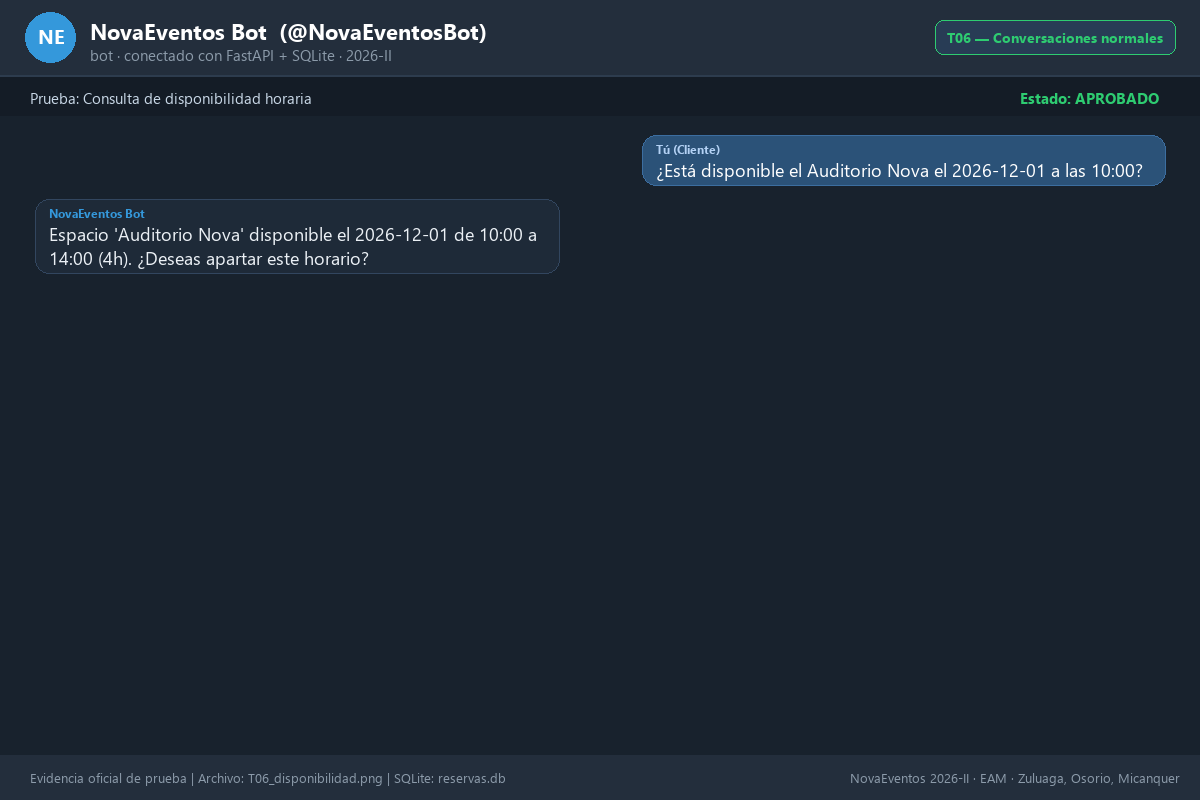 NE
NovaEventos Bot (@NovaEventosBot)
bot · conectado con FastAPI + SQLite · 2026-II
T06 — Conversaciones normales
Prueba: Consulta de disponibilidad horaria
Estado: APROBADO
Tú (Cliente)
¿Está disponible el Auditorio Nova el 2026-12-01 a las 10:00?
NovaEventos Bot
Espacio 'Auditorio Nova' disponible el 2026-12-01 de 10:00 a
14:00 (4h). ¿Deseas apartar este horario?
Evidencia oficial de prueba | Archivo: T06_disponibilidad.png | SQLite: reservas.db
NovaEventos 2026-II · EAM · Zuluaga, Osorio, Micanquer